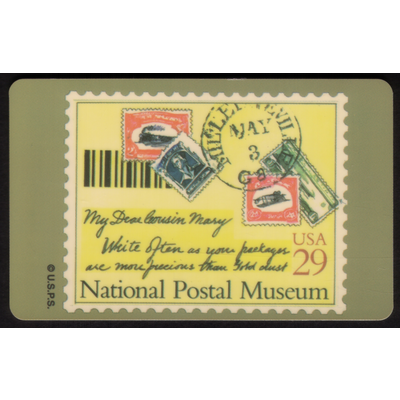 MAY
3
Cal.
My Dear Cousin Mary
Write often as your packages
are more precious than Gold dust
USA
29
National Postal Museum
© U.S.P.S.